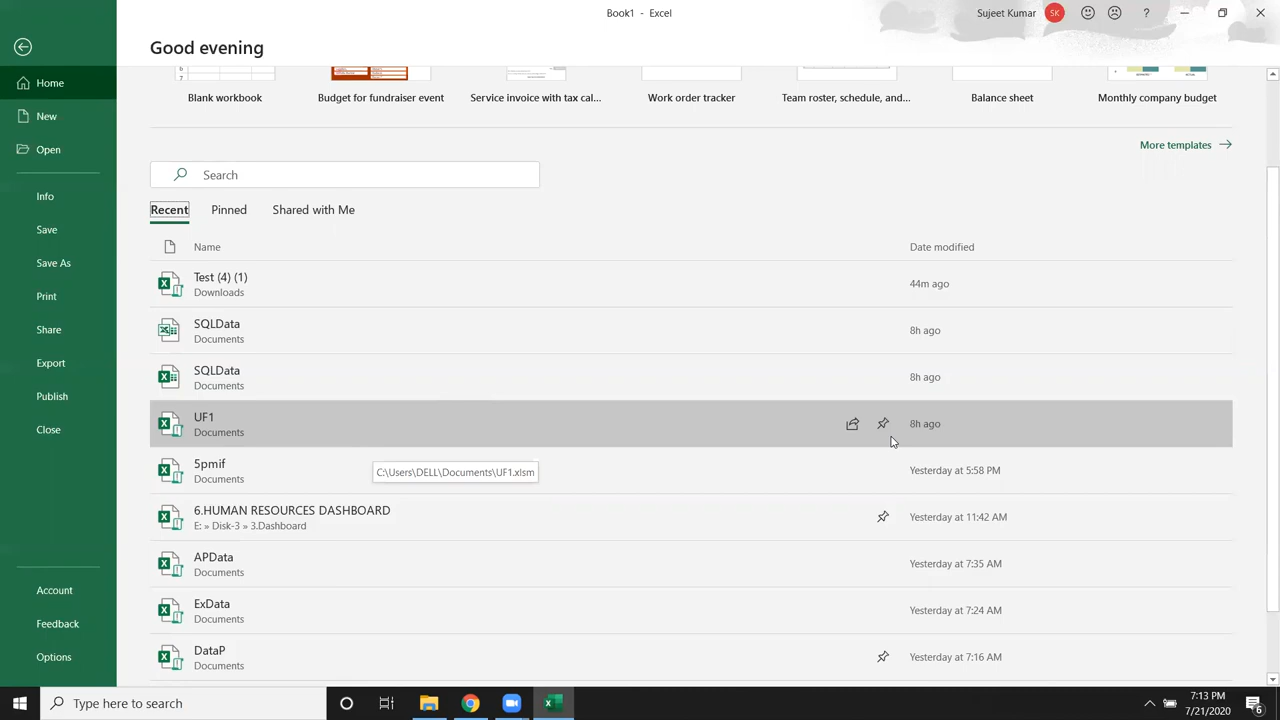 Book1 - Excel
Sujeet Kumar
SK
?
Good evening
Home
New
Open
Info
Save
Save As
Print
Share
Export
Publish
Close
Account
Feedback
Options
6
7
Blank workbook
Budget for fundraiser event
Service invoice with tax cal...
Work order tracker
Team roster, schedule, and...
Balance sheet
Monthly company budget
More templates
Search
Recent
Pinned
Shared with Me
Name
Date modified
Test (4) (1)
Downloads
44m ago
SQLData
Documents
8h ago
SQLData
Documents
8h ago
UF1
Documents
8h ago
C:\Users\DELL\Documents\UF1.xlsm
5pmif
Documents
Yesterday at 5:58 PM
6.HUMAN RESOURCES DASHBOARD
E: » Disk-3 » 3.Dashboard
Yesterday at 11:42 AM
APData
Documents
Yesterday at 7:35 AM
ExData
Documents
Yesterday at 7:24 AM
DataP
Documents
Yesterday at 7:16 AM
Type here to search
7:13 PM
7/21/2020
6